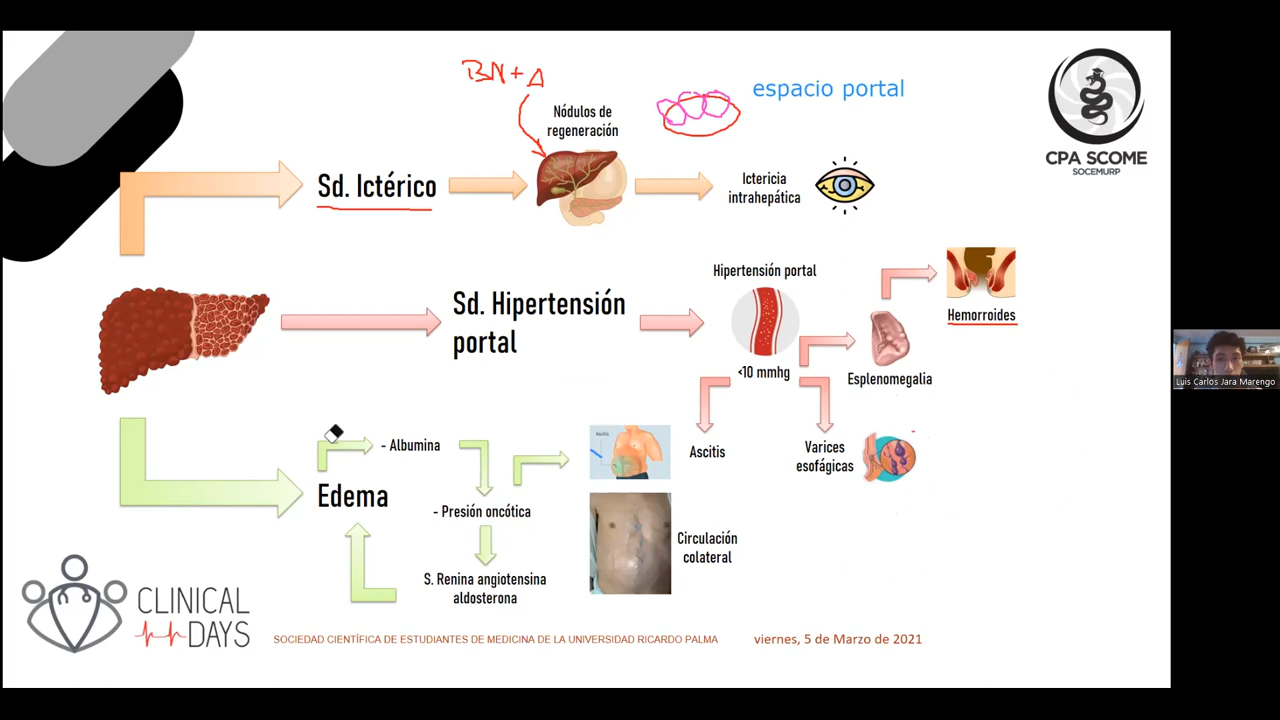 BN+A
espacio portal
Nódulos de
regeneración
CPA SCOME
SOCEMURP
Sd. Ictérico
Ictericia
intrahepática
Hipertensión portal
Sd. Hipertensión
portal
Hemorroides
<10 mmhg
Esplenomegalia
- Albumina
Ascitis
Ascitis
Varices
esofágicas
Edema
- Presión oncótica
Circulación
colateral
S. Renina angiotensina
aldosterona
CLINICAL
DAYS
SOCIEDAD CIENTÍFICA DE ESTUDIANTES DE MEDICINA DE LA UNIVERSIDAD RICARDO PALMA
viernes, 5 de Marzo de 2021
Luis Carlos Jara Marengo